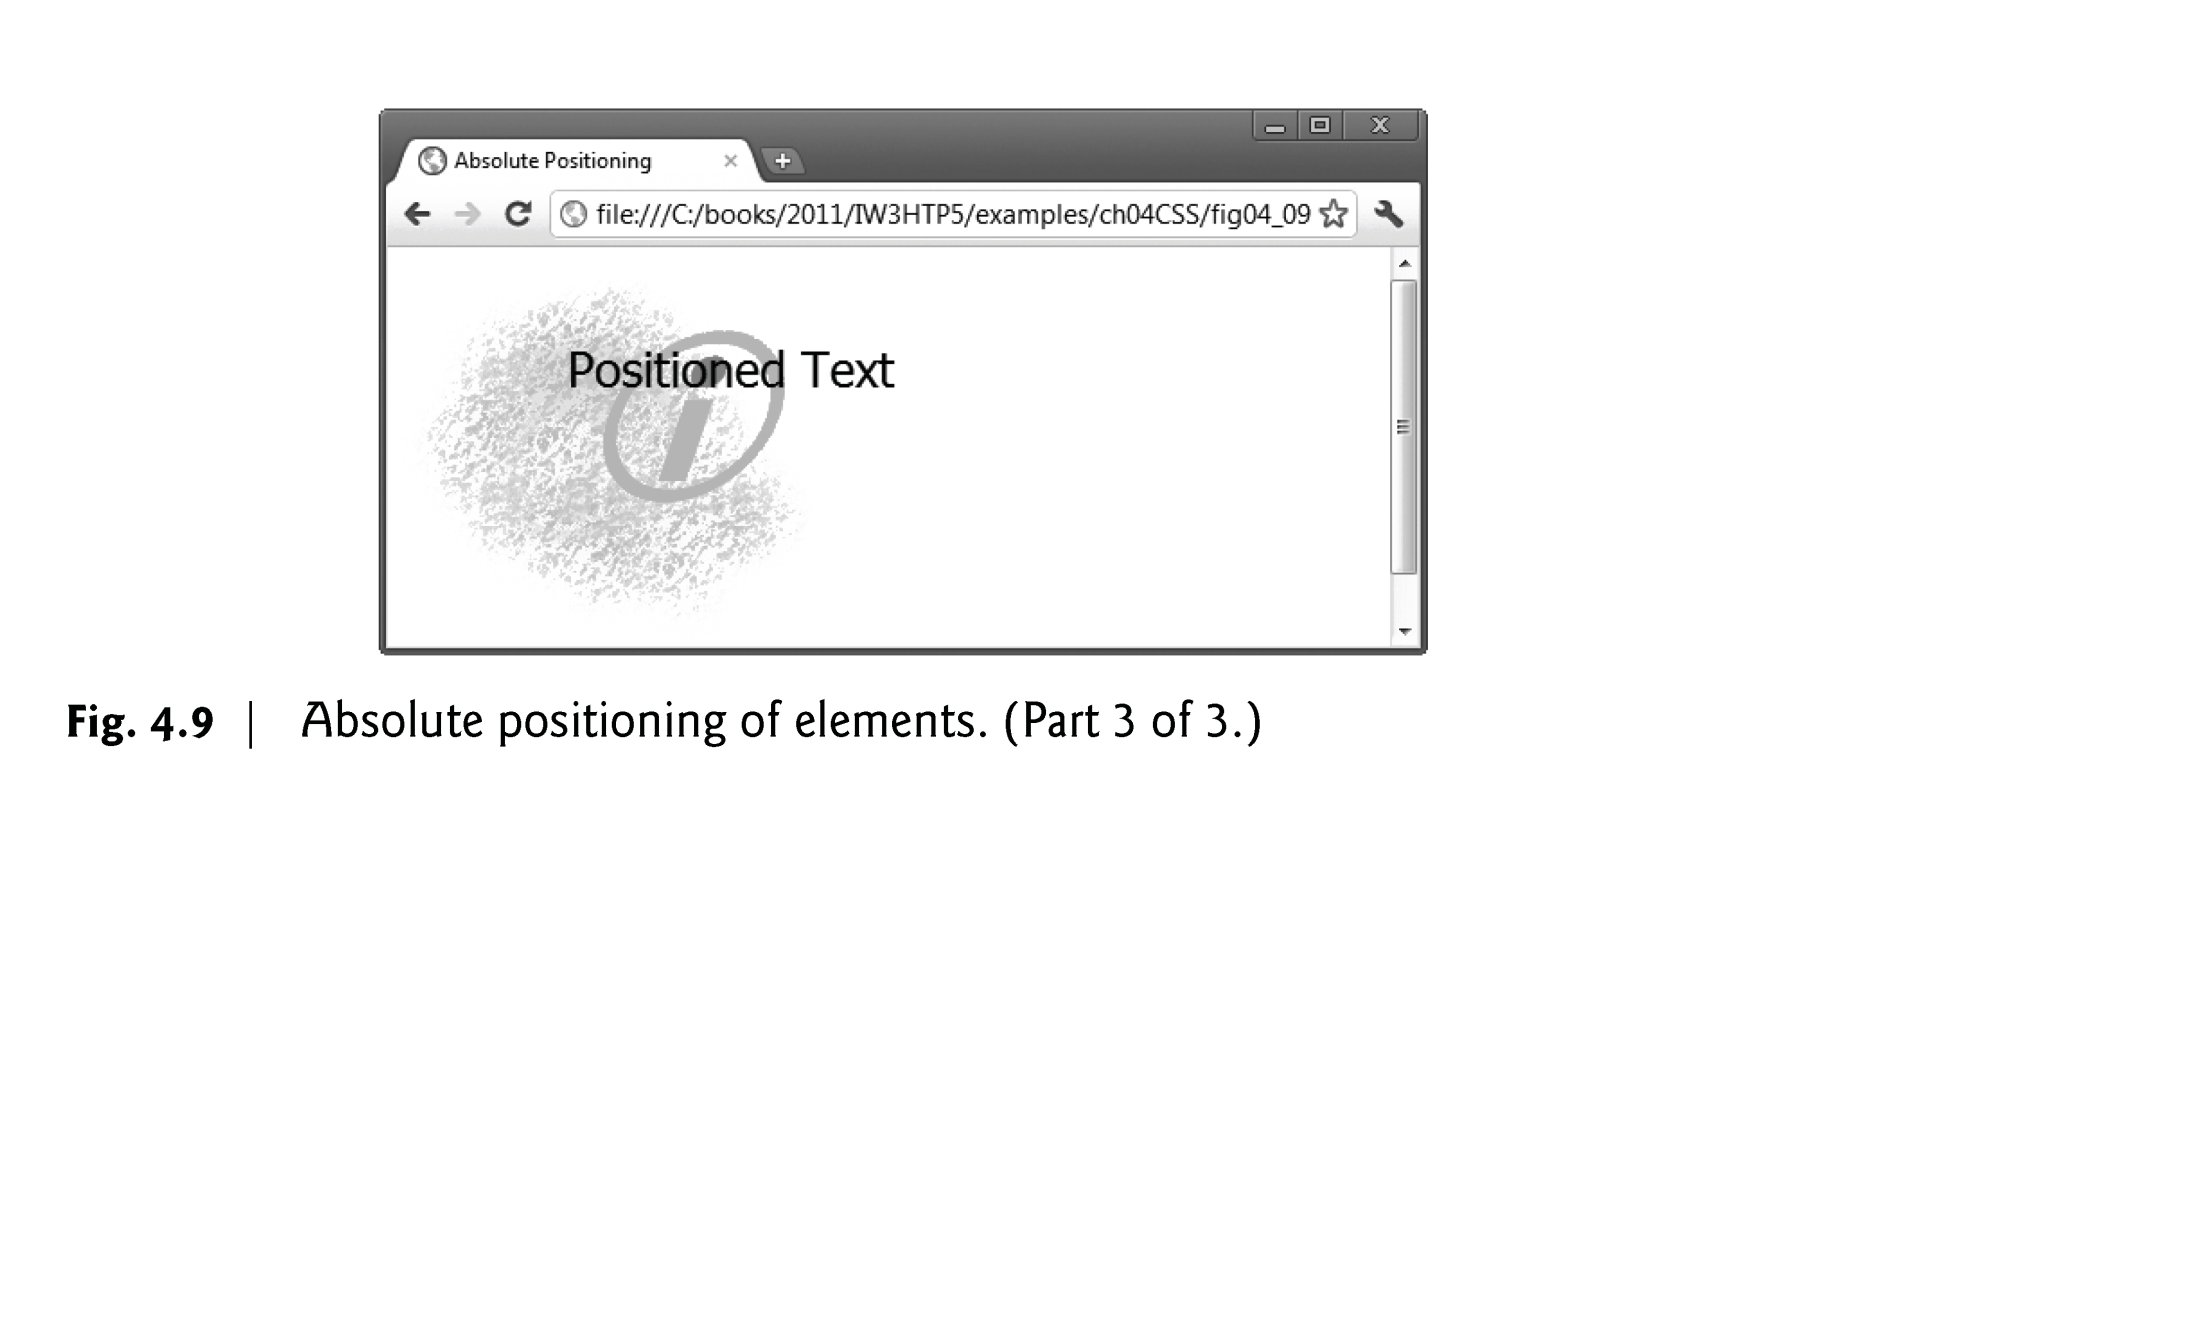 Absolute Positioning
file:///C:/books/2011/IW3HTP5/examples/ch04CSS/fig04_09
Positioned Text
i
Fig. 4.9 | Absolute positioning of elements. (Part 3 of 3.)